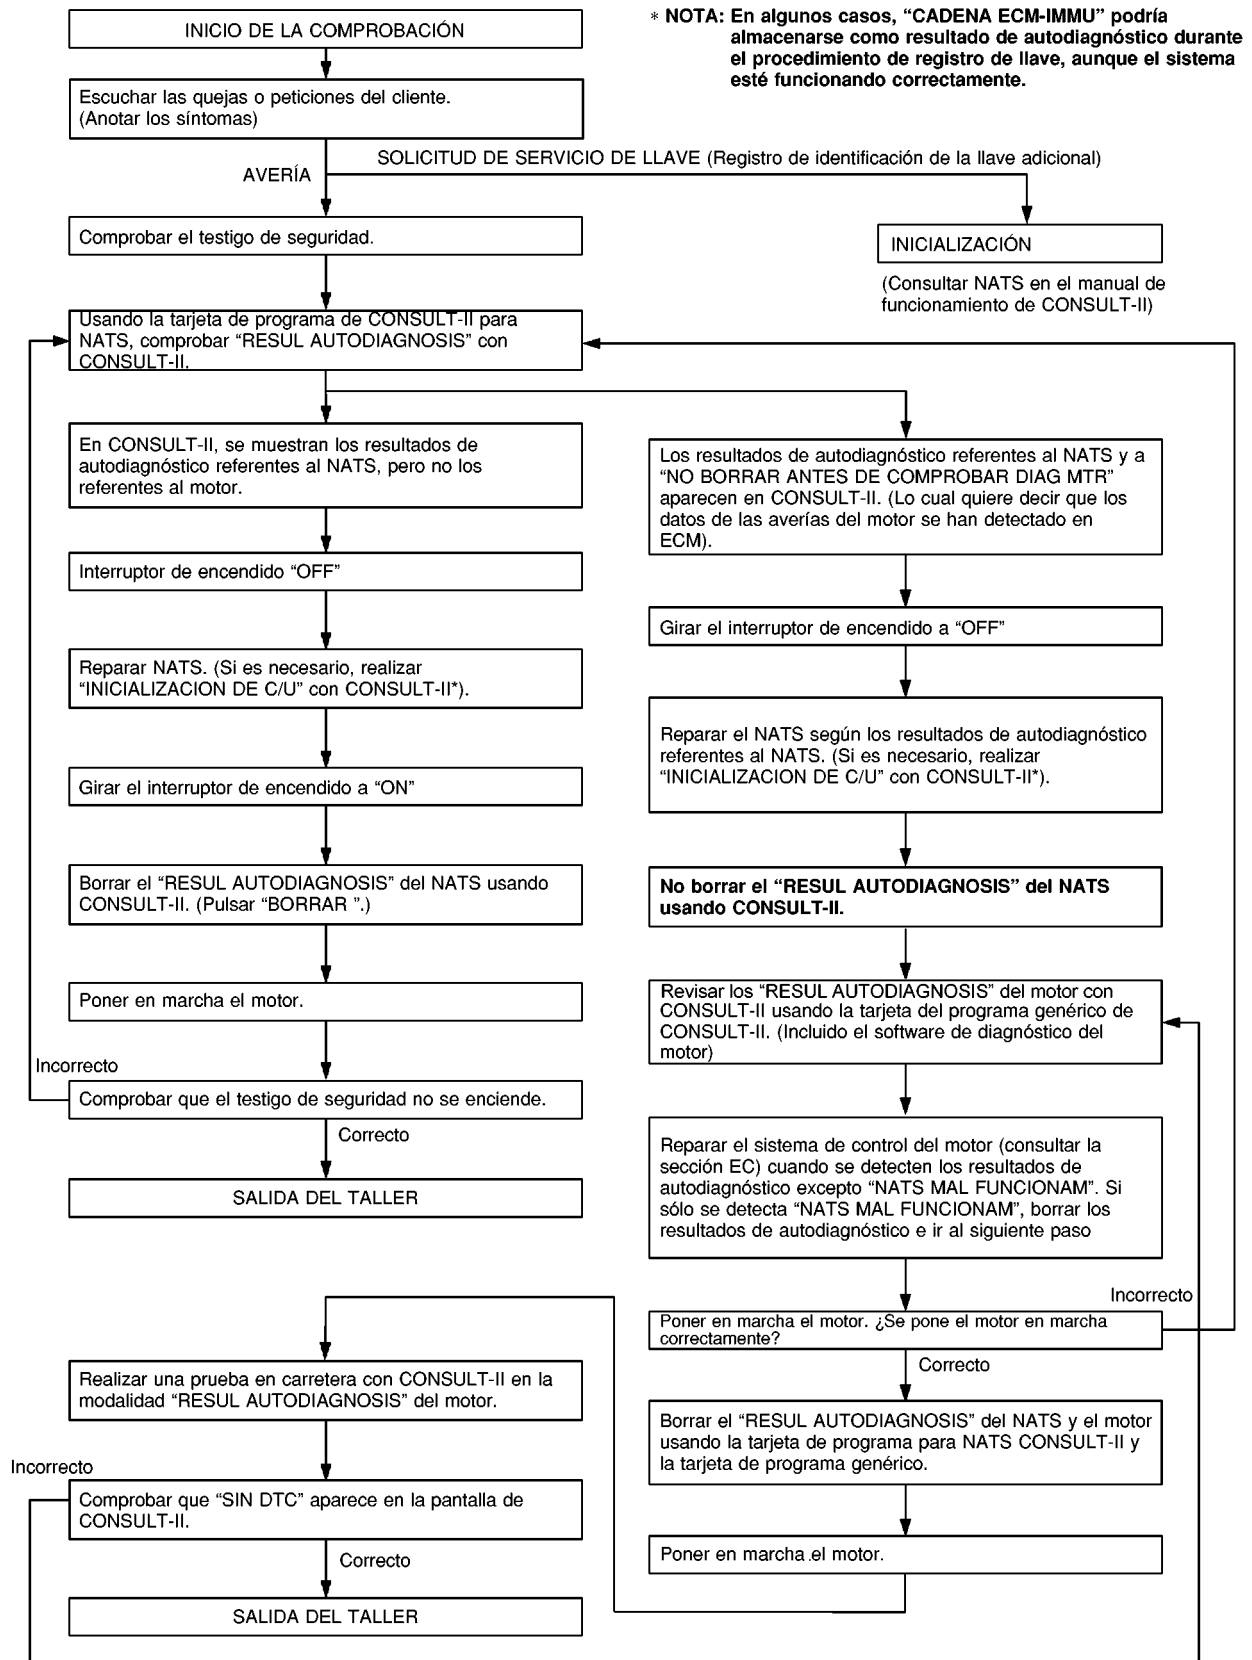 INICIO DE LA COMPROBACIÓN
* NOTA: En algunos casos, “CADENA ECM-IMMU” podría
almacenarse como resultado de autodiagnóstico durante
el procedimiento de registro de llave, aunque el sistema
esté funcionando correctamente.
Escuchar las quejas o peticiones del cliente.
(Anotar los síntomas)
SOLICITUD DE SERVICIO DE LLAVE (Registro de identificación de la llave adicional)
AVERÍA
Comprobar el testigo de seguridad.
INICIALIZACIÓN
(Consultar NATS en el manual de
funcionamiento de CONSULT-II)
Usando la tarjeta de programa de CONSULT-II para
NATS, comprobar “RESUL AUTODIAGNOSIS” con
CONSULT-II.
En CONSULT-II, se muestran los resultados de
autodiagnóstico referentes al NATS, pero no los
referentes al motor.
Interruptor de encendido “OFF”
Reparar NATS. (Si es necesario, realizar
“INICIALIZACION DE C/U” con CONSULT-II*).
Girar el interruptor de encendido a “ON”
Borrar el “RESUL AUTODIAGNOSIS” del NATS usando
CONSULT-II. (Pulsar “BORRAR ”.)
Poner en marcha el motor.
Incorrecto
Comprobar que el testigo de seguridad no se enciende.
Correcto
SALIDA DEL TALLER
Los resultados de autodiagnóstico referentes al NATS y a
“NO BORRAR ANTES DE COMPROBAR DIAG MTR”
aparecen en CONSULT-II. (Lo cual quiere decir que los
datos de las averías del motor se han detectado en
ECM).
Girar el interruptor de encendido a “OFF”
Reparar el NATS según los resultados de autodiagnóstico
referentes al NATS. (Si es necesario, realizar
“INICIALIZACION DE C/U” con CONSULT-II*).
No borrar el “RESUL AUTODIAGNOSIS” del NATS
usando CONSULT-II.
Revisar los “RESUL AUTODIAGNOSIS” del motor con
CONSULT-II usando la tarjeta del programa genérico de
CONSULT-II. (Incluido el software de diagnóstico del
motor)
Reparar el sistema de control del motor (consultar la
sección EC) cuando se detecten los resultados de
autodiagnóstico excepto “NATS MAL FUNCIONAM”. Si
sólo se detecta “NATS MAL FUNCIONAM”, borrar los
resultados de autodiagnóstico e ir al siguiente paso
Incorrecto
Poner en marcha el motor. ¿Se pone el motor en marcha
correctamente?
Correcto
Borrar el “RESUL AUTODIAGNOSIS” del NATS y el motor
usando la tarjeta de programa para NATS CONSULT-II y
la tarjeta de programa genérico.
Poner en marcha el motor.
Realizar una prueba en carretera con CONSULT-II en la
modalidad “RESUL AUTODIAGNOSIS” del motor.
Incorrecto
Comprobar que “SIN DTC” aparece en la pantalla de
CONSULT-II.
Correcto
SALIDA DEL TALLER